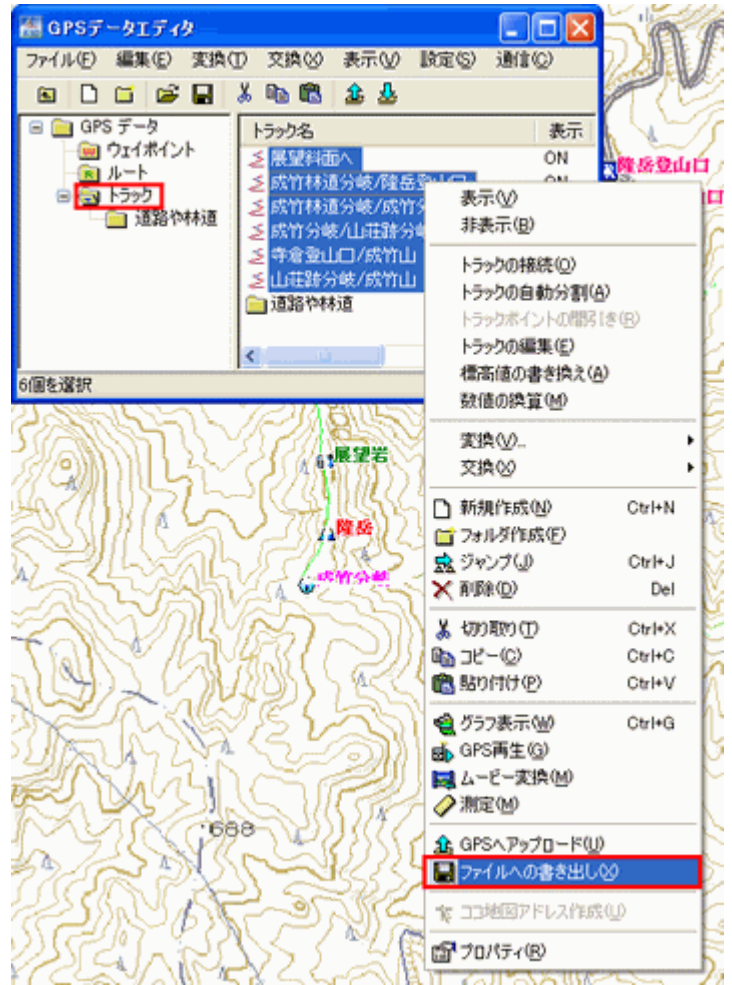 GPSデータエディタ
ファイル(F) 編集(E) 変換(T) 交換(X) 表示(V) 設定(S) 通信(C)
GPS データ
ウェイポイント
ルート
トラック
道路や林道
トラック名 表示
展望斜面へ ON
成竹林道分岐/隆岳登山口 ON
成竹林道分岐/成竹分
成竹分岐/山荘跡分岐
寺倉登山口/成竹山
山荘跡分岐/成竹山
道路や林道
6個を選択
隆岳登山口
口
表示(V)
非表示(B)
トラックの接続(O)
トラックの自動分割(A)
トラックポイントの間引き(R)
トラックの編集(E)
標高値の書き換え(A)
数値の換算(M)
変換(V)...
交換(X)
新規作成(N) Ctrl+N
フォルダ作成(F)
ジャンプ(J) Ctrl+J
削除(D) Del
切り取り(T) Ctrl+X
コピー(C) Ctrl+C
貼り付け(P) Ctrl+V
グラフ表示(W) Ctrl+G
GPS再生(G)
ムービー変換(M)
測定(M)
GPSへアップロード(U)
ファイルへの書き出し(X)
ココ地図アドレス作成(U)
プロパティ(R)
展望岩
隆岳
成竹分岐
688